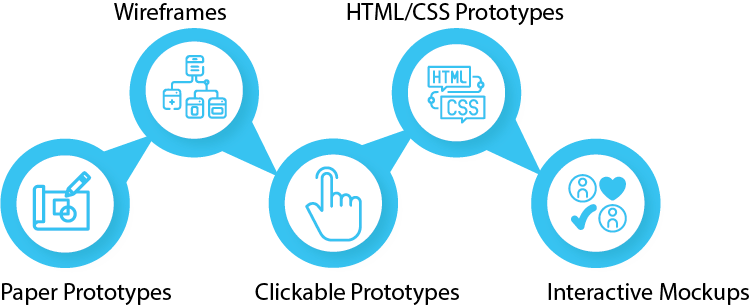 Wireframes
HTML/CSS Prototypes
HTML
CSS
Paper Prototypes
Clickable Prototypes
Interactive Mockups